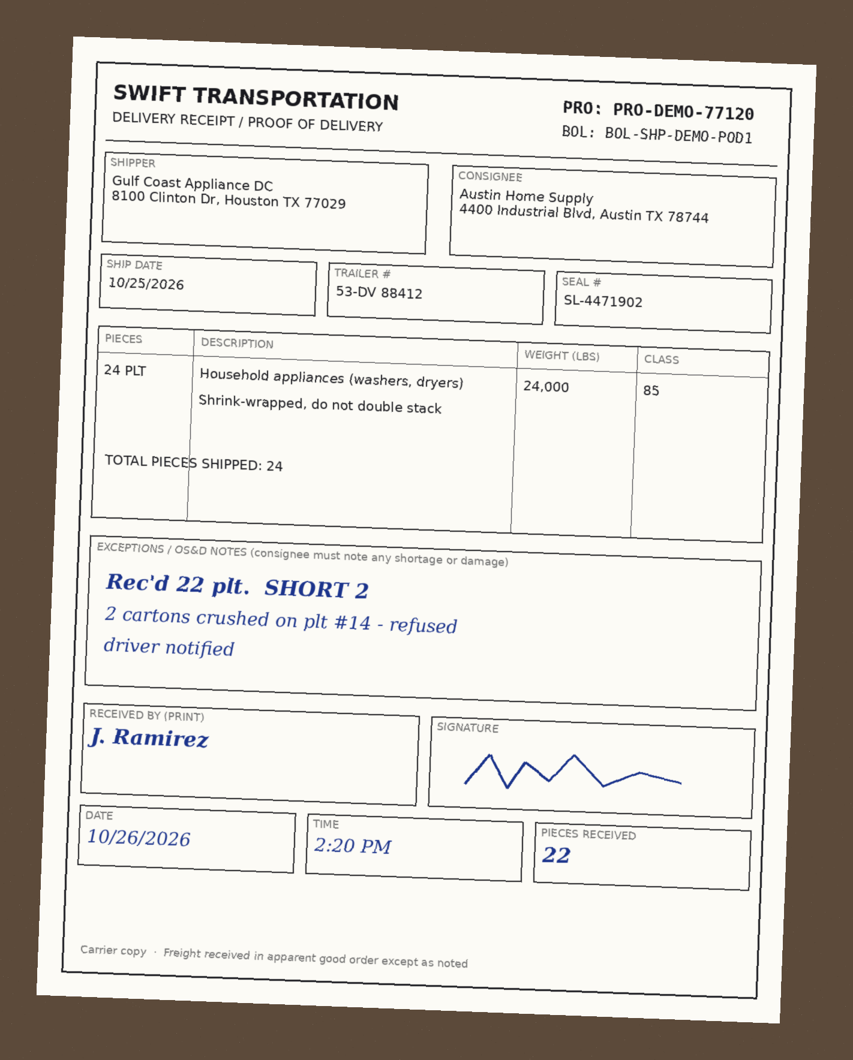 SWIFT TRANSPORTATION
DELIVERY RECEIPT / PROOF OF DELIVERY
PRO: PRO-DEMO-77120
BOL: BOL-SHP-DEMO-POD1
SHIPPER
Gulf Coast Appliance DC
8100 Clinton Dr, Houston TX 77029
CONSIGNEE
Austin Home Supply
4400 Industrial Blvd, Austin TX 78744
SHIP DATE
10/25/2026
TRAILER #
53-DV 88412
SEAL #
SL-4471902
PIECES DESCRIPTION WEIGHT (LBS) CLASS
24 PLT Household appliances (washers, dryers) 24,000 85
Shrink-wrapped, do not double stack
TOTAL PIECES SHIPPED: 24
EXCEPTIONS / OS&D NOTES (consignee must note any shortage or damage)
Rec'd 22 plt. SHORT 2
2 cartons crushed on plt #14 - refused
driver notified
RECEIVED BY (PRINT)
J. Ramirez
SIGNATURE
DATE
10/26/2026
TIME
2:20 PM
PIECES RECEIVED
22
Carrier copy · Freight received in apparent good order except as noted